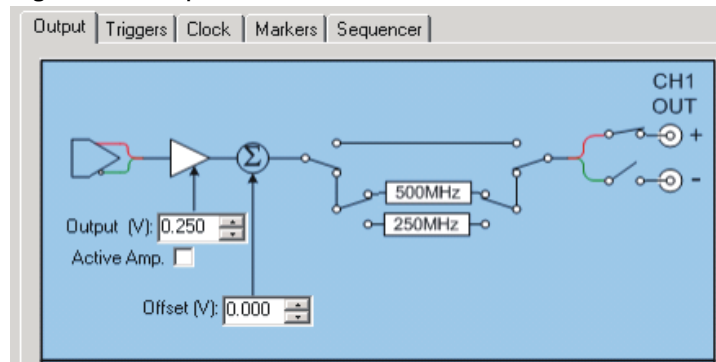 Output Triggers Clock Markers Sequencer
CH1
OUT
+
Σ
500MHz
-
250MHz
Output (V): 0.250
Active Amp.
Offset (V): 0.000